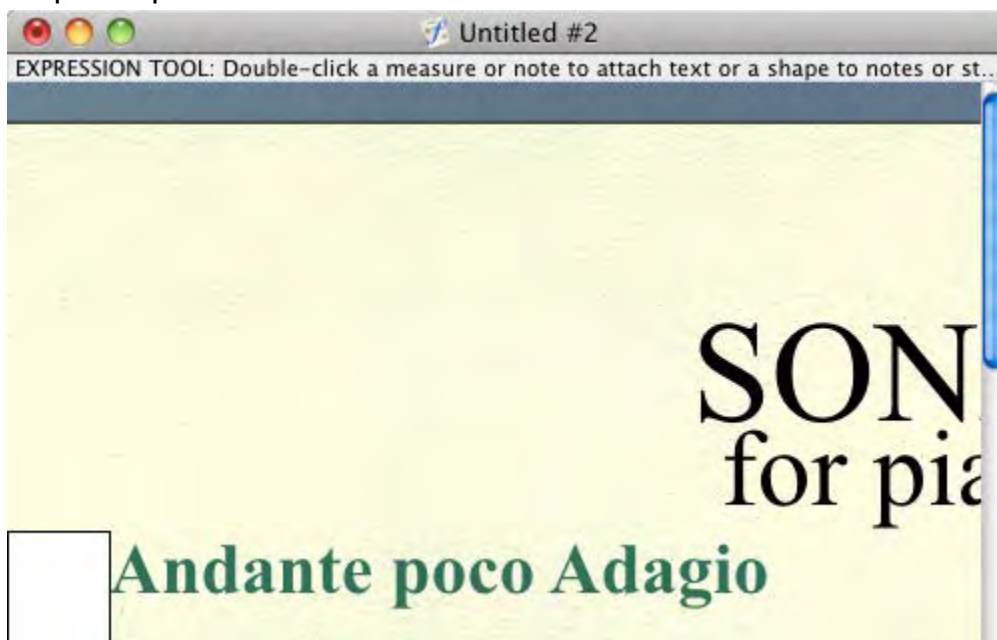 Untitled #2
EXPRESSION TOOL: Double-click a measure or note to attach text or a shape to notes or st...
SON
for pia
Andante poco Adagio